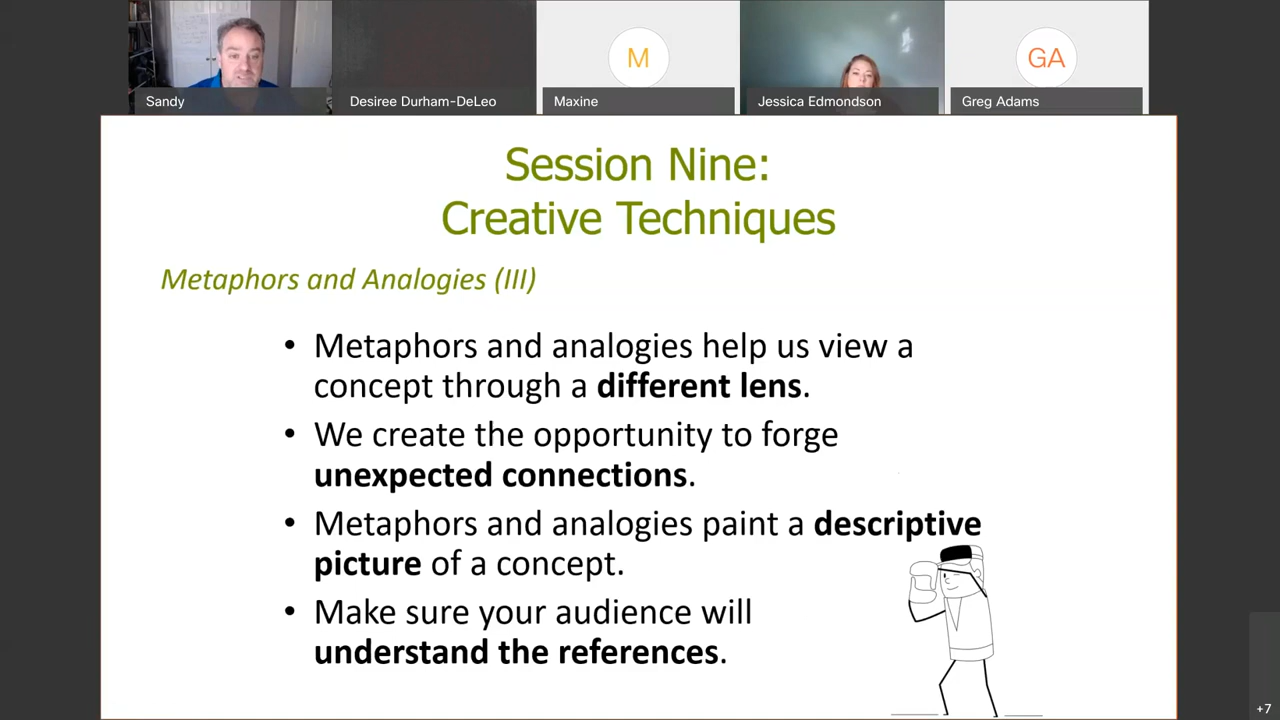 Sandy
Desiree Durham-DeLeo
M
Maxine
Jessica Edmondson
GA
Greg Adams
Session Nine:
Creative Techniques
Metaphors and Analogies (III)
• Metaphors and analogies help us view a
concept through a different lens.
• We create the opportunity to forge
unexpected connections.
• Metaphors and analogies paint a descriptive
picture of a concept.
• Make sure your audience will
understand the references.
+7